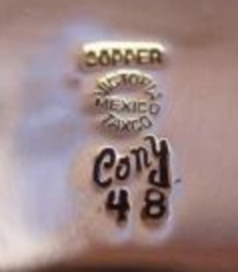 COPPER
VICTORIA
MEXICO
TAXCO
Cony
48